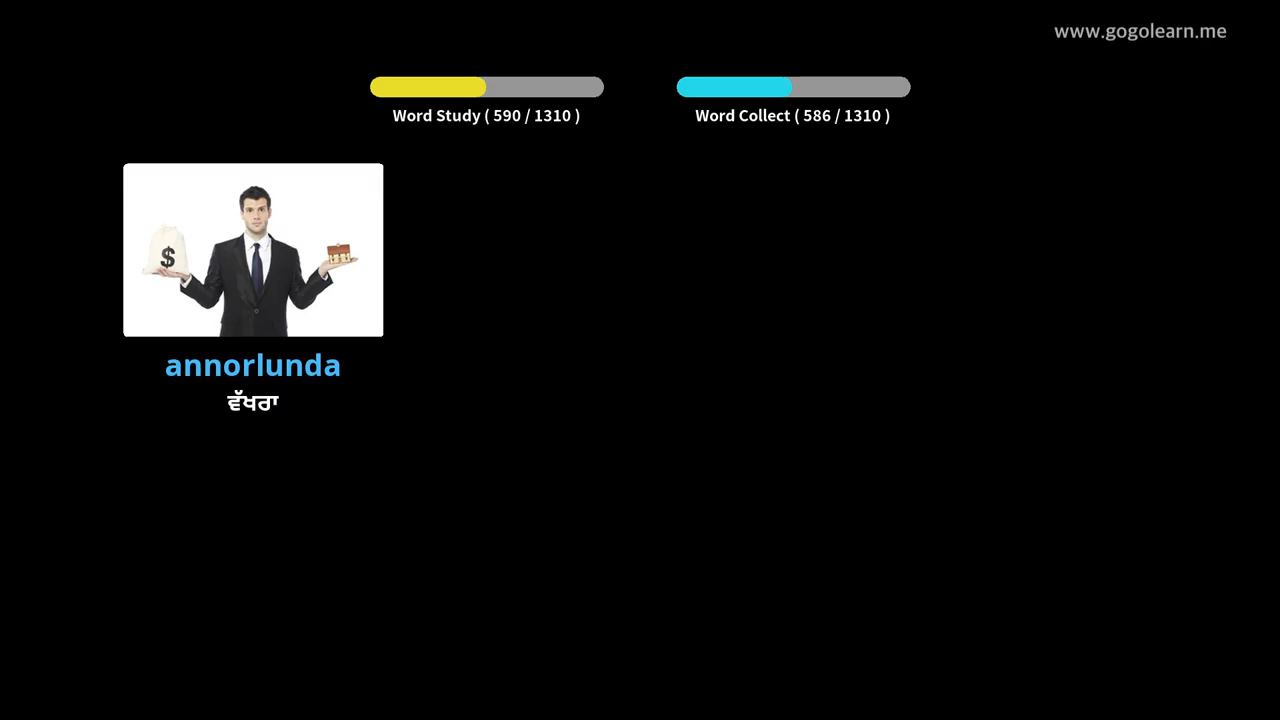 www.gogolearn.me
Word Study ( 590 / 1310 )
Word Collect ( 586 / 1310 )
$
annorlunda
ਵੱਖਰਾ